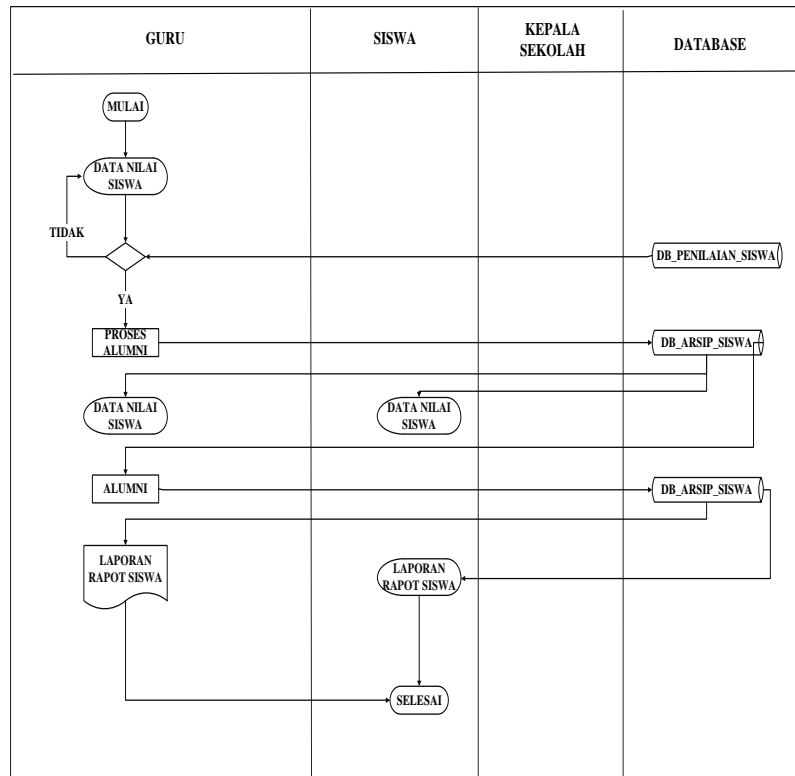 GURU
SISWA
KEPALA
SEKOLAH
DATABASE
MULAI
DATA NILAI
SISWA
TIDAK
DB_PENILAIAN_SISWA
YA
PROSES
ALUMNI
DB_ARSIP_SISWA
DATA NILAI
SISWA
DATA NILAI
SISWA
ALUMNI
DB_ARSIP_SISWA
LAPORAN
RAPOT SISWA
LAPORAN
RAPOT SISWA
SELESAI